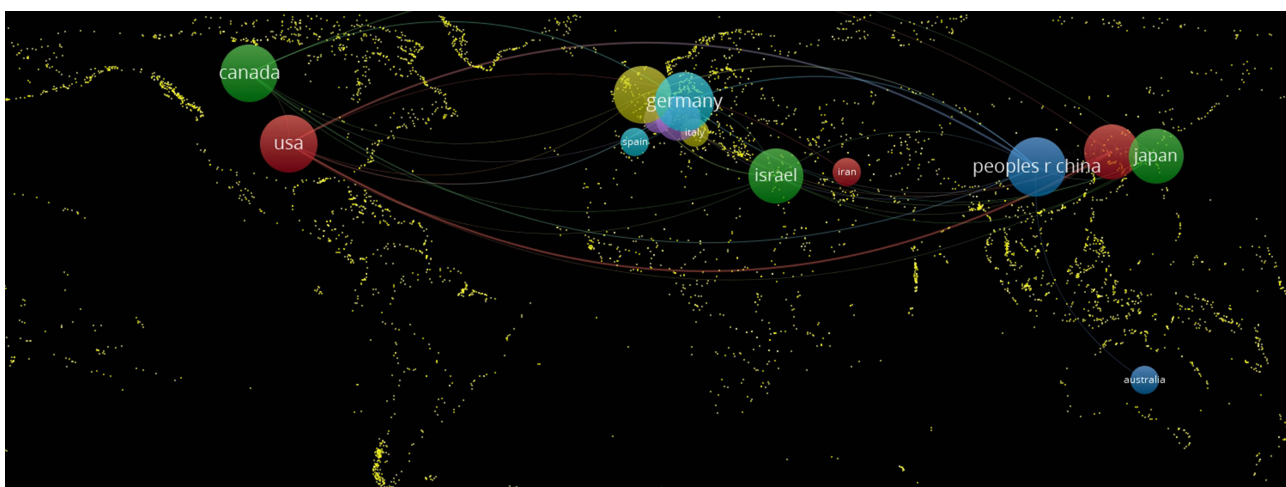 canada
usa
germany
italy
spain
israel
iran
peoples r china
japan
australia